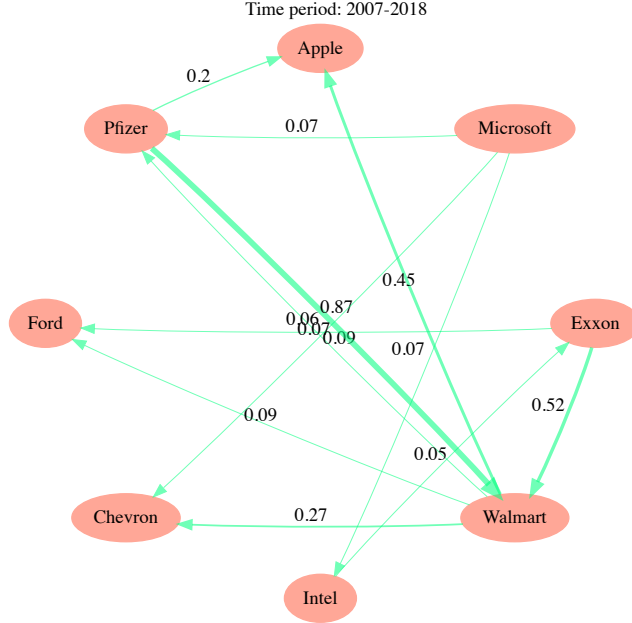 Time period: 2007-2018
Apple
0.2
Pfizer
0.07
Microsoft
0.45
0.87
0.06
0.07
0.09
Ford
Exxon
0.07
0.52
0.09
0.05
Chevron
0.27
Walmart
Intel